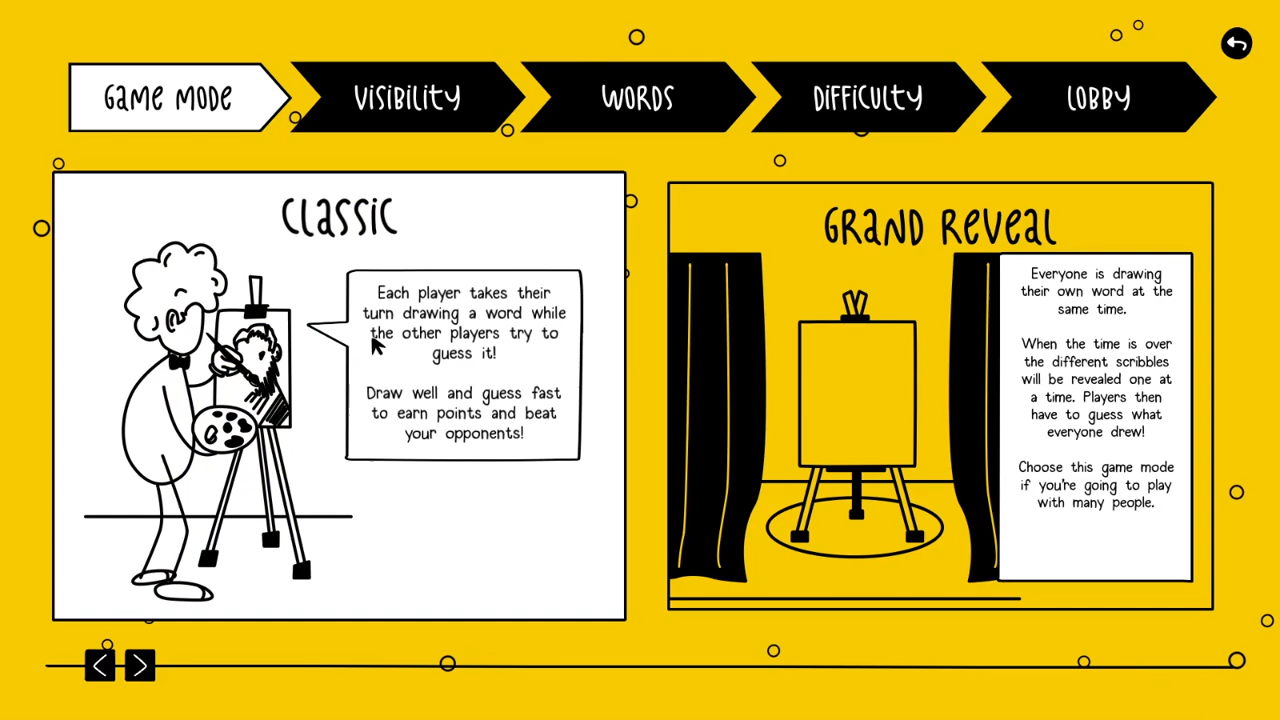 GAME MODE
VISIBILITY
WORDS
DIFFICULTY
LOBBY
CLASSIC
Each player takes their
turn drawing a word while
the other players try to
guess it!
Draw well and guess fast
to earn points and beat
your opponents!
GRAND REVEAL
Everyone is drawing
their own word at the
same time.
When the time is over
the different scribbles
will be revealed one at
a time. Players then
have to guess what
everyone drew!
Choose this game mode
if you're going to play
with many people.